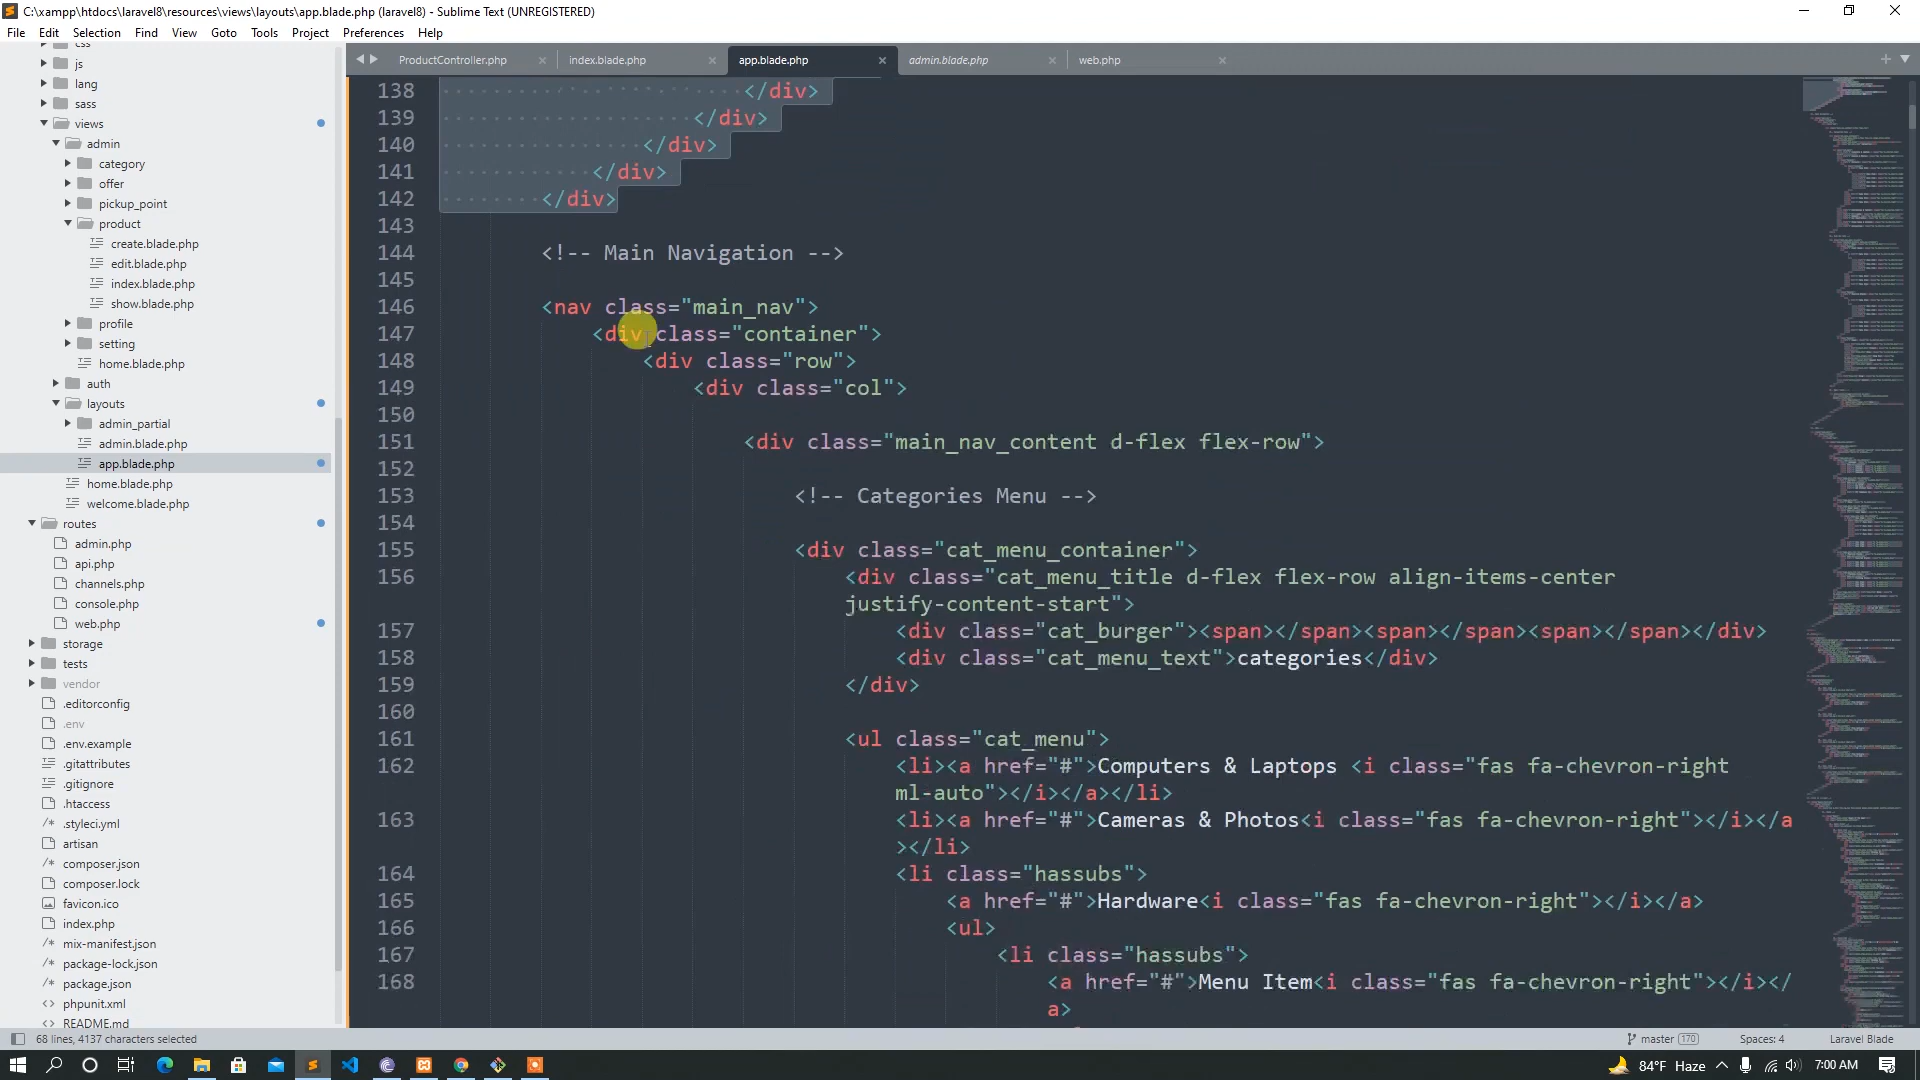 C:\xampp\htdocs\laravel8\resources\views\layouts\app.blade.php (laravel8) - Sublime Text (UNREGISTERED)
File Edit Selection Find View Goto Tools Project Preferences Help
css
js
lang
sass
views
admin
category
offer
pickup_point
product
create.blade.php
edit.blade.php
index.blade.php
show.blade.php
profile
setting
home.blade.php
auth
layouts
admin_partial
admin.blade.php
app.blade.php
home.blade.php
welcome.blade.php
routes
admin.php
api.php
channels.php
console.php
web.php
storage
tests
vendor
.editorconfig
.env
.env.example
.gitattributes
.gitignore
.htaccess
.styleci.yml
artisan
composer.json
composer.lock
favicon.ico
index.php
mix-manifest.json
package-lock.json
package.json
phpunit.xml
README.md
ProductController.php index.blade.php app.blade.php admin.blade.php web.php
138 </div>
139 </div>
140 </div>
141 </div>
142 </div>
143
144 <!-- Main Navigation -->
145
146 <nav class="main_nav">
147 <div class="container">
148 <div class="row">
149 <div class="col">
150
151 <div class="main_nav_content d-flex flex-row">
152
153 <!-- Categories Menu -->
154
155 <div class="cat_menu_container">
156 <div class="cat_menu_title d-flex flex-row align-items-center
justify-content-start">
157 <div class="cat_burger"><span></span><span></span><span></span></div>
158 <div class="cat_menu_text">categories</div>
159 </div>
160
161 <ul class="cat_menu">
162 <li><a href="#">Computers & Laptops <i class="fas fa-chevron-right
ml-auto"></i></a></li>
163 <li><a href="#">Cameras & Photos<i class="fas fa-chevron-right"></i></a
></li>
164 <li class="hassubs">
165 <a href="#">Hardware<i class="fas fa-chevron-right"></i></a>
166 <ul>
167 <li class="hassubs">
168 <a href="#">Menu Item<i class="fas fa-chevron-right"></i></
a>
68 lines, 4137 characters selected master 170 Spaces: 4 Laravel Blade
84°F Haze 7:00 AM